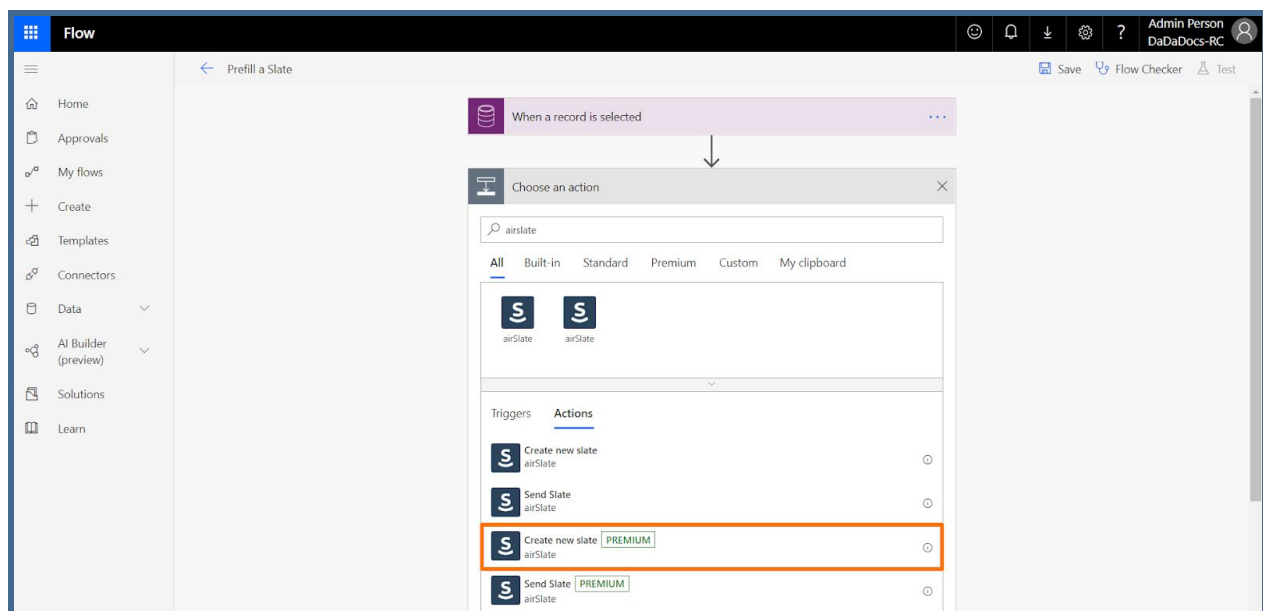 Flow
?
Admin Person
DaDaDocs-RC
Prefill a Slate
Save
Flow Checker
Test
Home
Approvals
My flows
Create
Templates
Connectors
Data
AI Builder
(preview)
Solutions
Learn
When a record is selected
Choose an action
airslate
All
Built-in
Standard
Premium
Custom
My clipboard
S
S
airSlate
airSlate
Triggers
Actions
S
Create new slate
airSlate
S
Send Slate
airSlate
S
Create new slate PREMIUM
airSlate
S
Send Slate PREMIUM
airSlate